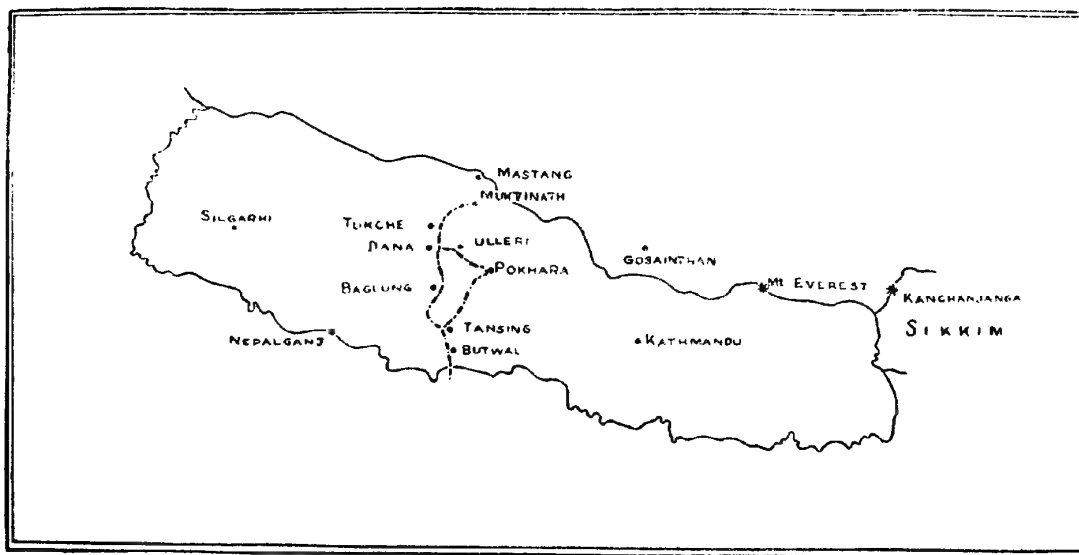 MASTANG
MUKTINATH
SILGARHI
TUKCHE
DANA
ULLERI
GOSAINTHAN
POKHARA
BAGLUNG
Mt EVEREST
KANCHANJANGA
SIKKIM
TANSING
NEPALGANJ
BUTWAL
KATHMANDU